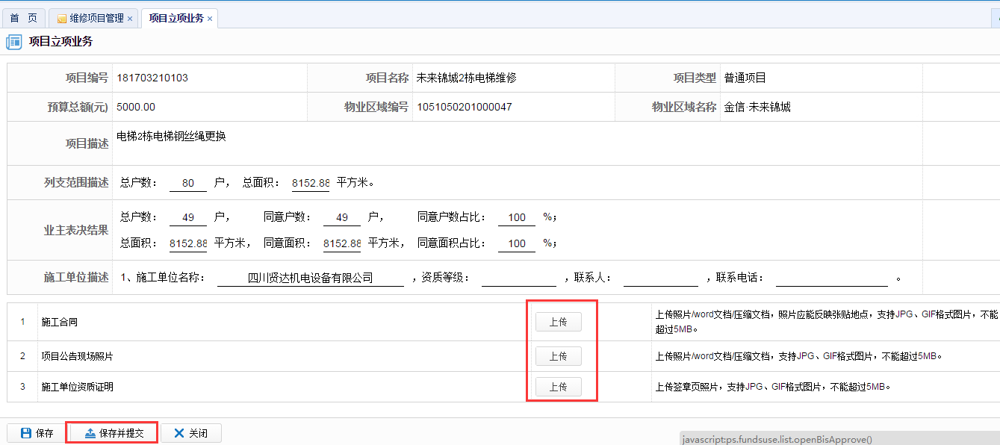 首 页 维修项目管理 × 项目立项业务 ×
项目立项业务
项目编号 181703210103 项目名称 未来锦城2栋电梯维修 项目类型 普通项目
预算总额(元) 5000.00 物业区域编号 1051050201000047 物业区域名称 金信·未来锦城
项目描述 电梯2栋电梯钢丝绳更换
列支范围描述 总户数： 80 户， 总面积： 8152.88 平方米。
业主表决结果 总户数： 49 户， 同意户数： 49 户， 同意户数占比： 100 %；
总面积： 8152.88 平方米， 同意面积： 8152.88 平方米， 同意面积占比： 100 %；
施工单位描述 1、施工单位名称： 四川贤达机电设备有限公司 ，资质等级： ，联系人： ，联系电话： 。
1 施工合同 上传 上传照片/word文档/压缩文档，照片应能反映张贴地点，支持JPG、GIF格式图片，不能
超过5MB。
2 项目公告现场照片 上传 上传照片/word文档/压缩文档，支持JPG、GIF格式图片，不能超过5MB。
3 施工单位资质证明 上传 上传签章页照片，支持JPG、GIF格式图片，不能超过5MB。
保存 保存并提交 关闭
javascript:ps.fundsuse.list.openBisApprove()